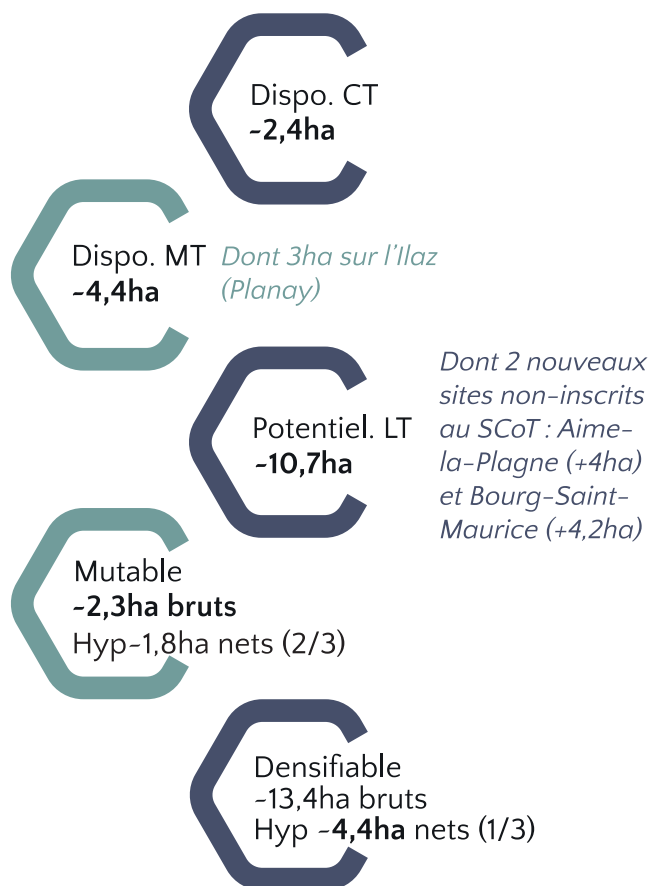 Dispo. CT
~2,4ha
Dispo. MT
~4,4ha
Dont 3ha sur l'Ilaz
(Planay)
Potentiel. LT
~10,7ha
Dont 2 nouveaux
sites non-inscrits
au SCoT : Aime-
la-Plagne (+4ha)
et Bourg-Saint-
Maurice (+4,2ha)
Mutable
~2,3ha bruts
Hyp~1,8ha nets (2/3)
Densifiable
~13,4ha bruts
Hyp ~4,4ha nets (1/3)